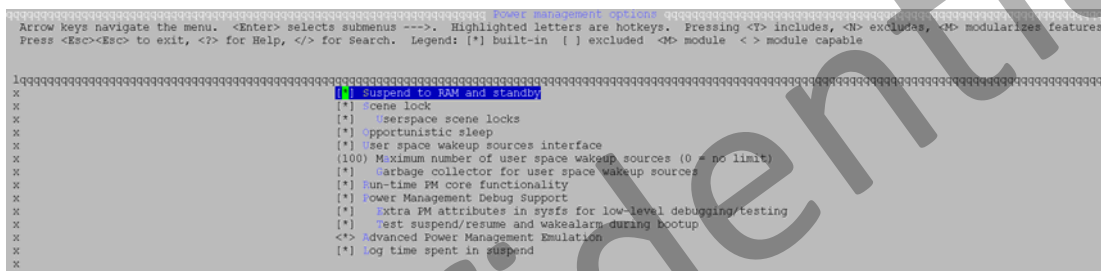 Power management options
Arrow keys navigate the menu. <Enter> selects submenus --->. Highlighted letters are hotkeys. Pressing <Y> includes, <N> excludes, <M> modularizes features
Press <Esc><Esc> to exit, <?> for Help, </> for Search. Legend: [*] built-in [ ] excluded <M> module < > module capable
[*] Suspend to RAM and standby
[*] Scene lock
[*] Userspace scene locks
[*] Opportunistic sleep
[*] User space wakeup sources interface
(100) Maximum number of user space wakeup sources (0 = no limit)
[*] Garbage collector for user space wakeup sources
[*] Run-time PM core functionality
[*] Power Management Debug Support
[*] Extra PM attributes in sysfs for low-level debugging/testing
[*] Test suspend/resume and wakealarm during bootup
<*> Advanced Power Management Emulation
[*] Log time spent in suspend